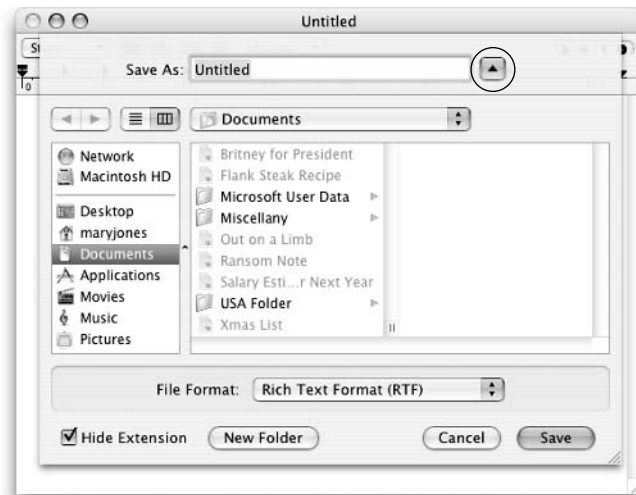 Untitled
Save As: Untitled
Documents
Network
Macintosh HD
Desktop
maryjones
Documents
Applications
Movies
Music
Pictures
Britney for President
Flank Steak Recipe
Microsoft User Data
Miscellany
Out on a Limb
Ransom Note
Salary Esti...r Next Year
USA Folder
Xmas List
File Format: Rich Text Format (RTF)
Hide Extension
New Folder
Cancel
Save